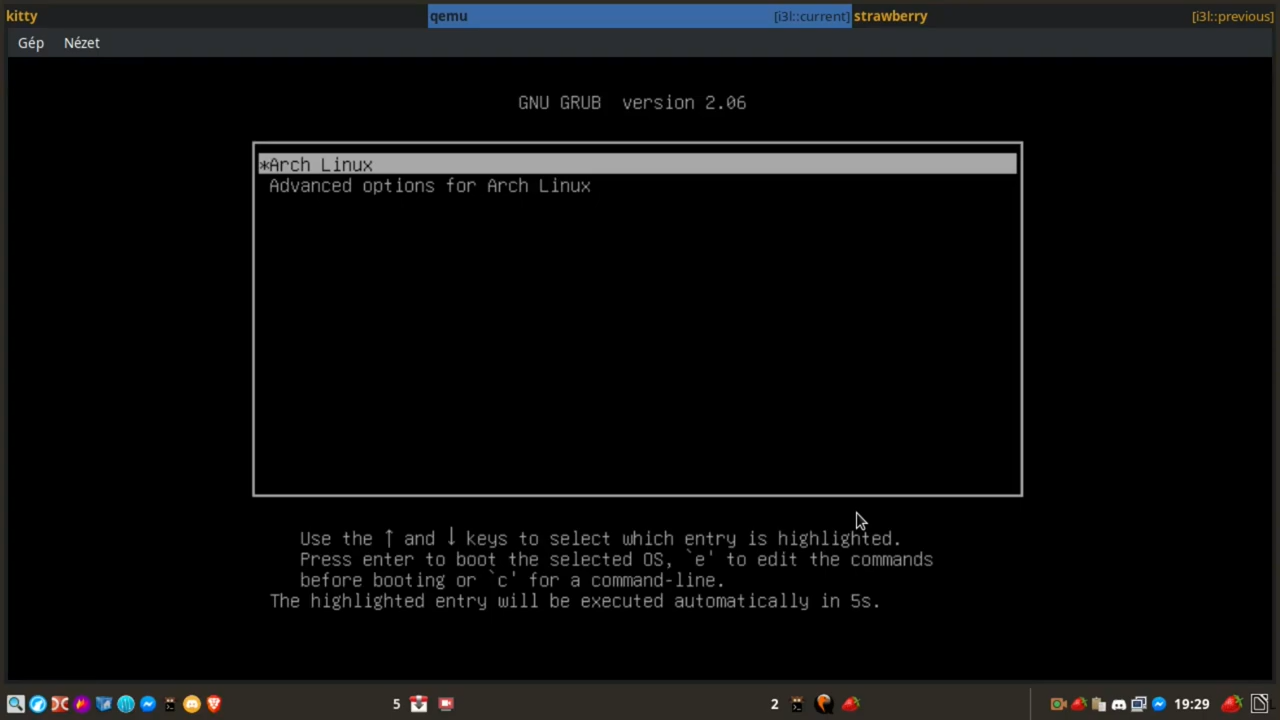 kitty
qemu [i3l::current]
strawberry [i3l::previous]
Gép Nézet
GNU GRUB version 2.06
*Arch Linux
Advanced options for Arch Linux
Use the ↑ and ↓ keys to select which entry is highlighted.
Press enter to boot the selected OS, `e' to edit the commands
before booting or `c' for a command-line.
The highlighted entry will be executed automatically in 5s.
5
2
19:29